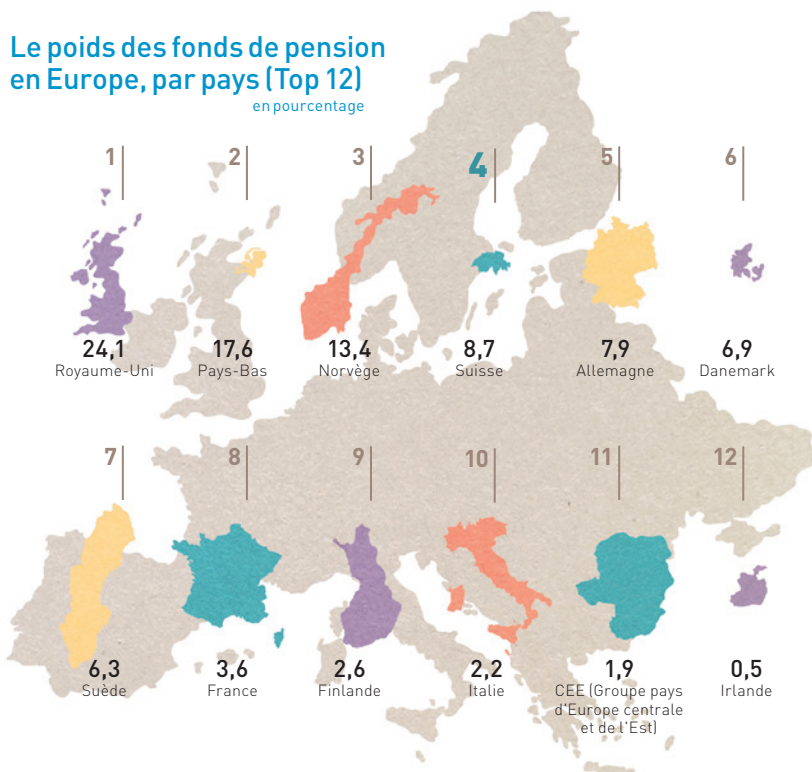 Le poids des fonds de pension
en Europe, par pays (Top 12)
en pourcentage
1
2
3
4
5
6
24,1
17,6
13,4
8,7
7,9
6,9
Royaume-Uni
Pays-Bas
Norvège
Suisse
Allemagne
Danemark
7
8
9
10
11
12
6,3
3,6
2,6
2,2
1,9
0,5
Suède
France
Finlande
Italie
CEE (Groupe pays
d'Europe centrale
et de l'Est)
Irlande